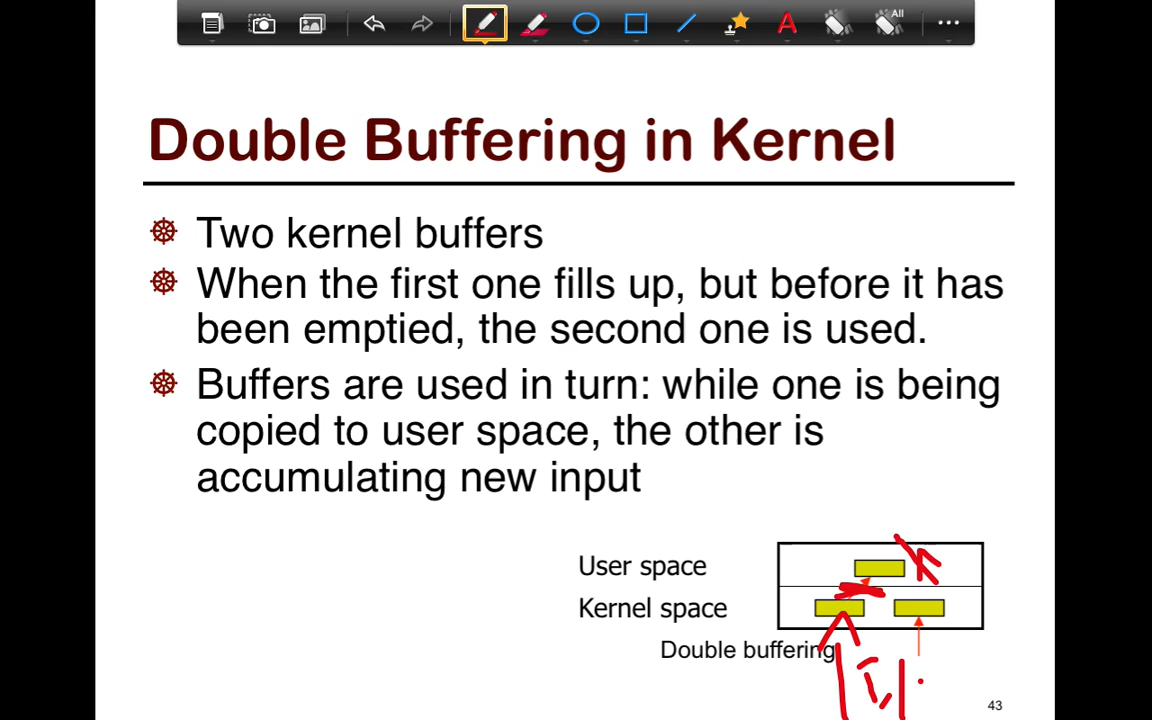 All
A
Double Buffering in Kernel
Two kernel buffers
When the first one fills up, but before it has
been emptied, the second one is used.
Buffers are used in turn: while one is being
copied to user space, the other is
accumulating new input
User space
Kernel space
Double buffering
43